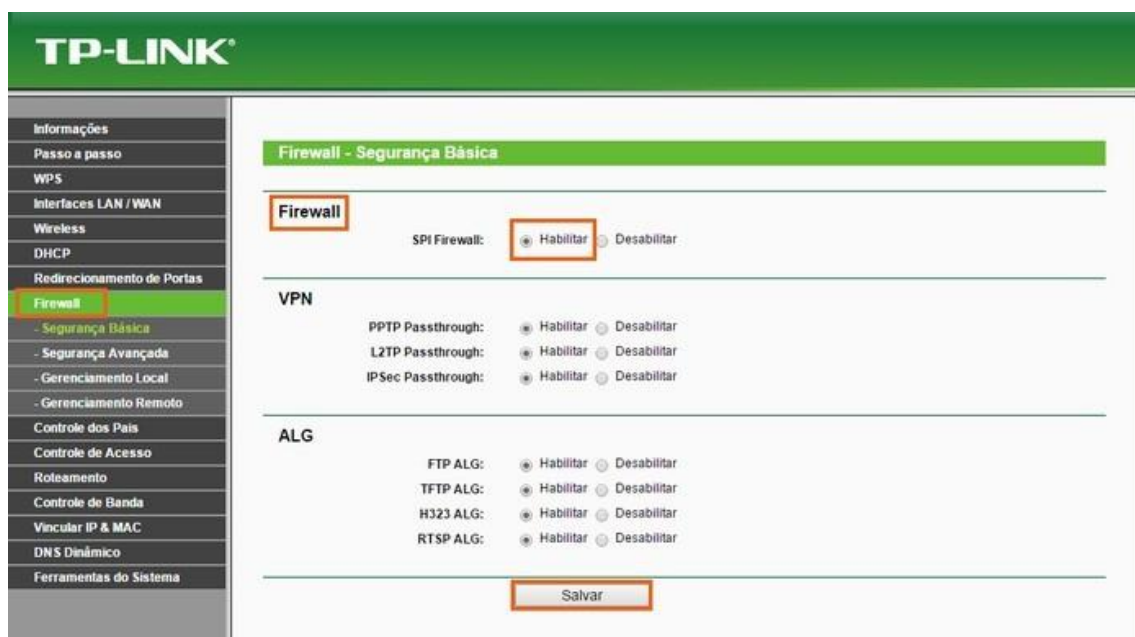 TP-LINK®
Informações
Passo a passo
WPS
Interfaces LAN / WAN
Wireless
DHCP
Redirecionamento de Portas
Firewall
- Segurança Básica
- Segurança Avançada
- Gerenciamento Local
- Gerenciamento Remoto
Controle dos Pais
Controle de Acesso
Roteamento
Controle de Banda
Vincular IP & MAC
DNS Dinâmico
Ferramentas do Sistema
Firewall - Segurança Básica
Firewall
SPI Firewall: Habilitar Desabilitar
VPN
PPTP Passthrough: Habilitar Desabilitar
L2TP Passthrough: Habilitar Desabilitar
IPSec Passthrough: Habilitar Desabilitar
ALG
FTP ALG: Habilitar Desabilitar
TFTP ALG: Habilitar Desabilitar
H323 ALG: Habilitar Desabilitar
RTSP ALG: Habilitar Desabilitar
Salvar